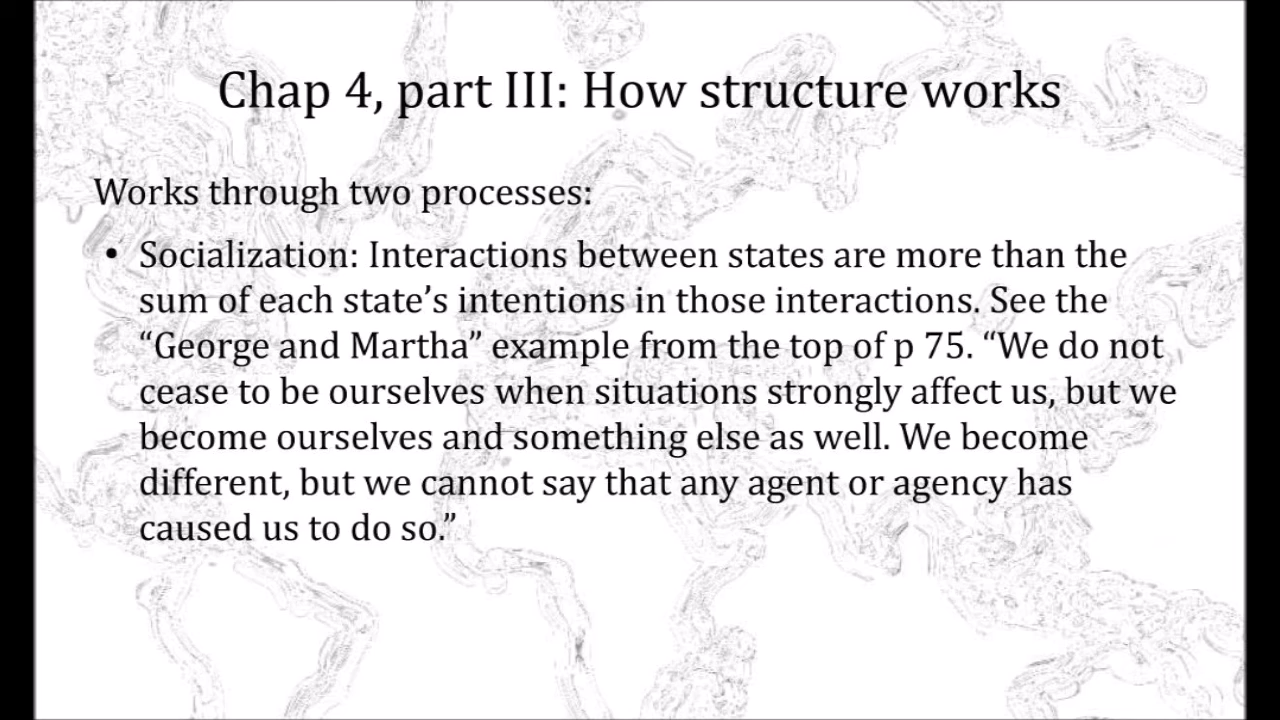 Chap 4, part III: How structure works
Works through two processes:
• Socialization: Interactions between states are more than the
sum of each state’s intentions in those interactions. See the
“George and Martha” example from the top of p 75. “We do not
cease to be ourselves when situations strongly affect us, but we
become ourselves and something else as well. We become
different, but we cannot say that any agent or agency has
caused us to do so.”